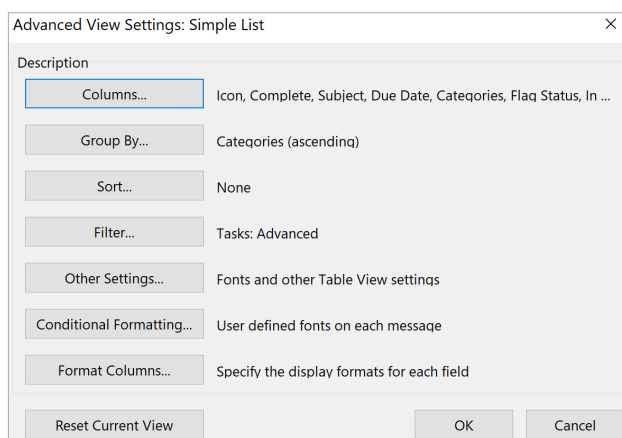 Advanced View Settings: Simple List
Description
Columns... Icon, Complete, Subject, Due Date, Categories, Flag Status, In ...
Group By... Categories (ascending)
Sort... None
Filter... Tasks: Advanced
Other Settings... Fonts and other Table View settings
Conditional Formatting... User defined fonts on each message
Format Columns... Specify the display formats for each field
Reset Current View OK Cancel